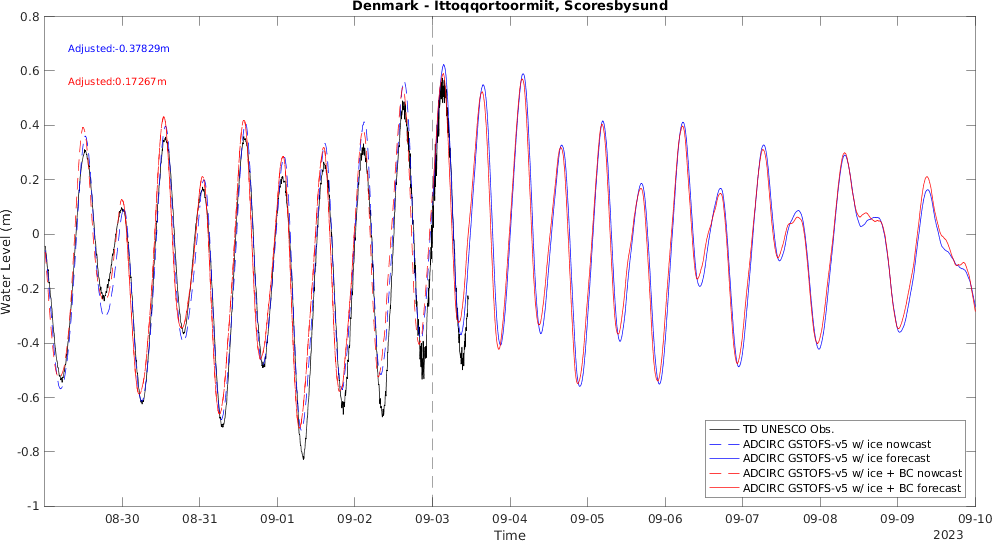 Denmark - Ittoqqortoormiit, Scoresbysund
Adjusted:-0.37829m
Adjusted:0.17267m
Water Level (m)
0.8
0.6
0.4
0.2
0
-0.2
-0.4
-0.6
-0.8
-1
TD UNESCO Obs.
ADCIRC GSTOFS-v5 w/ ice nowcast
ADCIRC GSTOFS-v5 w/ ice forecast
ADCIRC GSTOFS-v5 w/ ice + BC nowcast
ADCIRC GSTOFS-v5 w/ ice + BC forecast
08-30 08-31 09-01 09-02 09-03 09-04 09-05 09-06 09-07 09-08 09-09 09-10
Time
2023